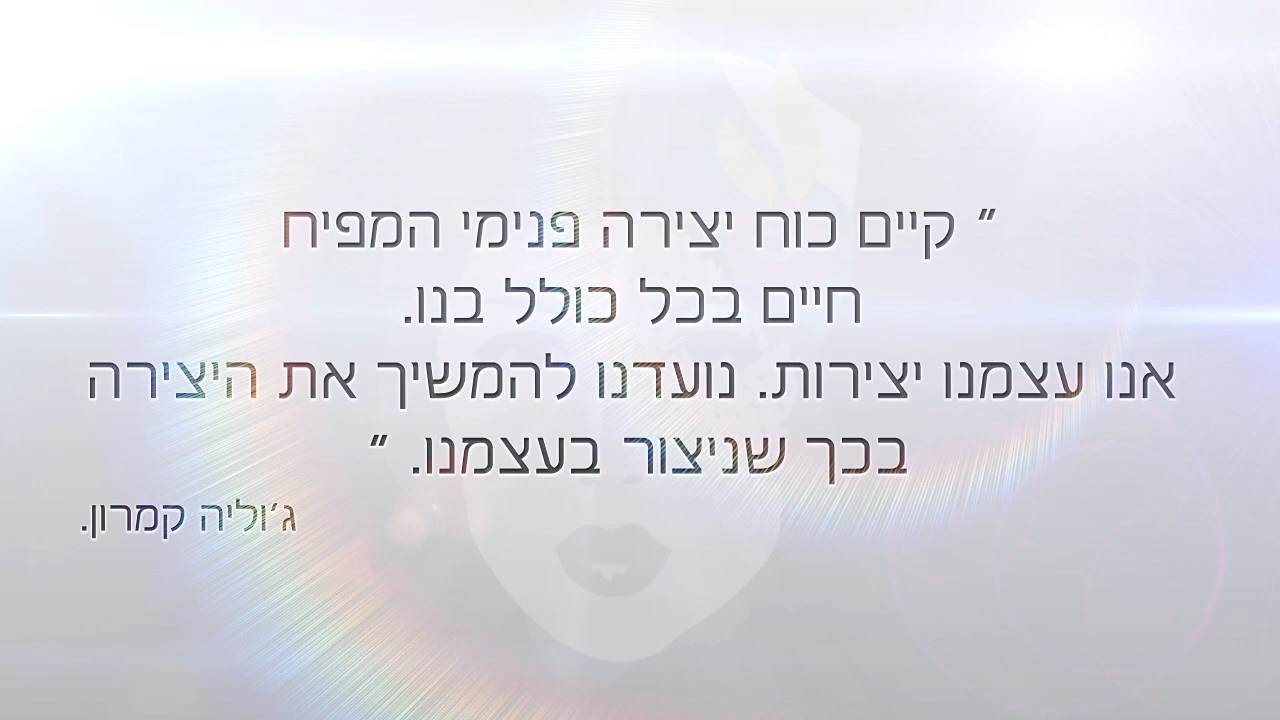 ״ קיים כוח יצירה פנימי המפיח
חיים בכל כולל בנו.
אנו עצמנו יצירות. נועדנו להמשיך את היצירה
בכך שניצור בעצמנו. ״
ג׳וליה קמרון.